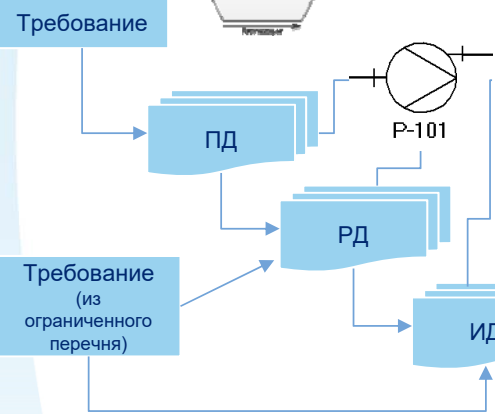 Требование
ПД
P-101
РД
Требование
(из
ограниченного
перечня)
ИД